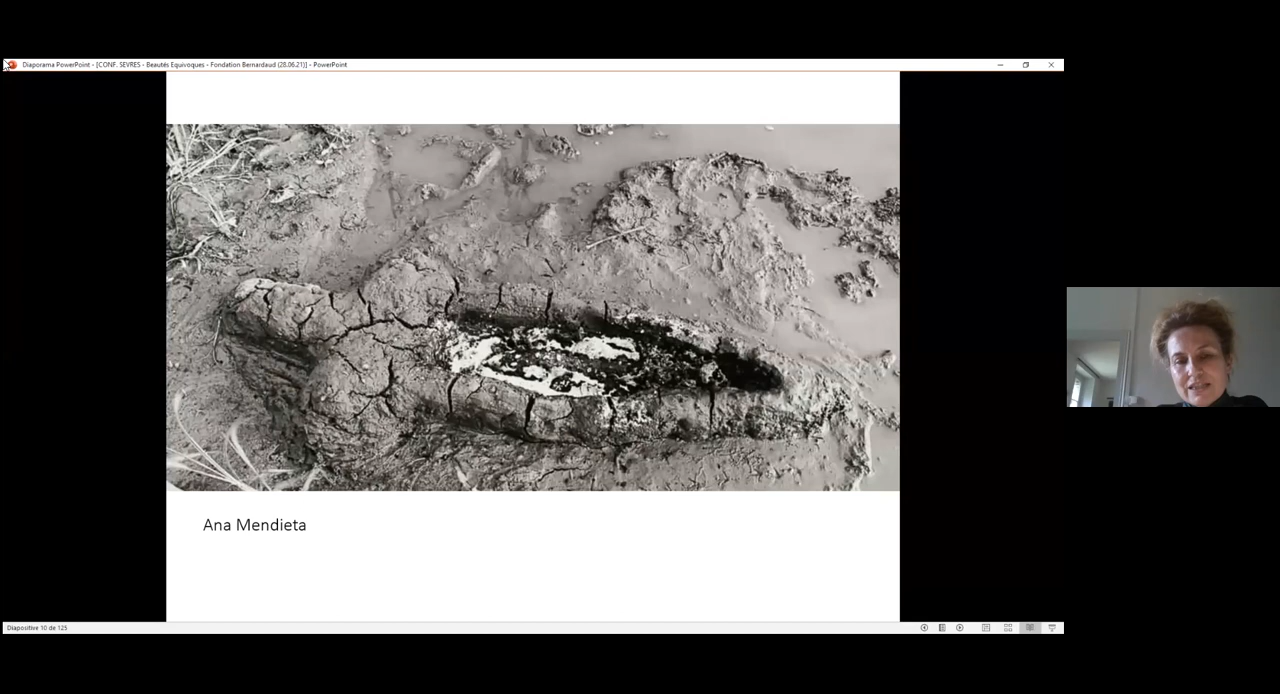 Diaporama PowerPoint - [CONF. SEVRES - Beautés Equivoques - Fondation Bernardaud (28.06.21)] - PowerPoint
Ana Mendieta
Diapositive 10 de 125